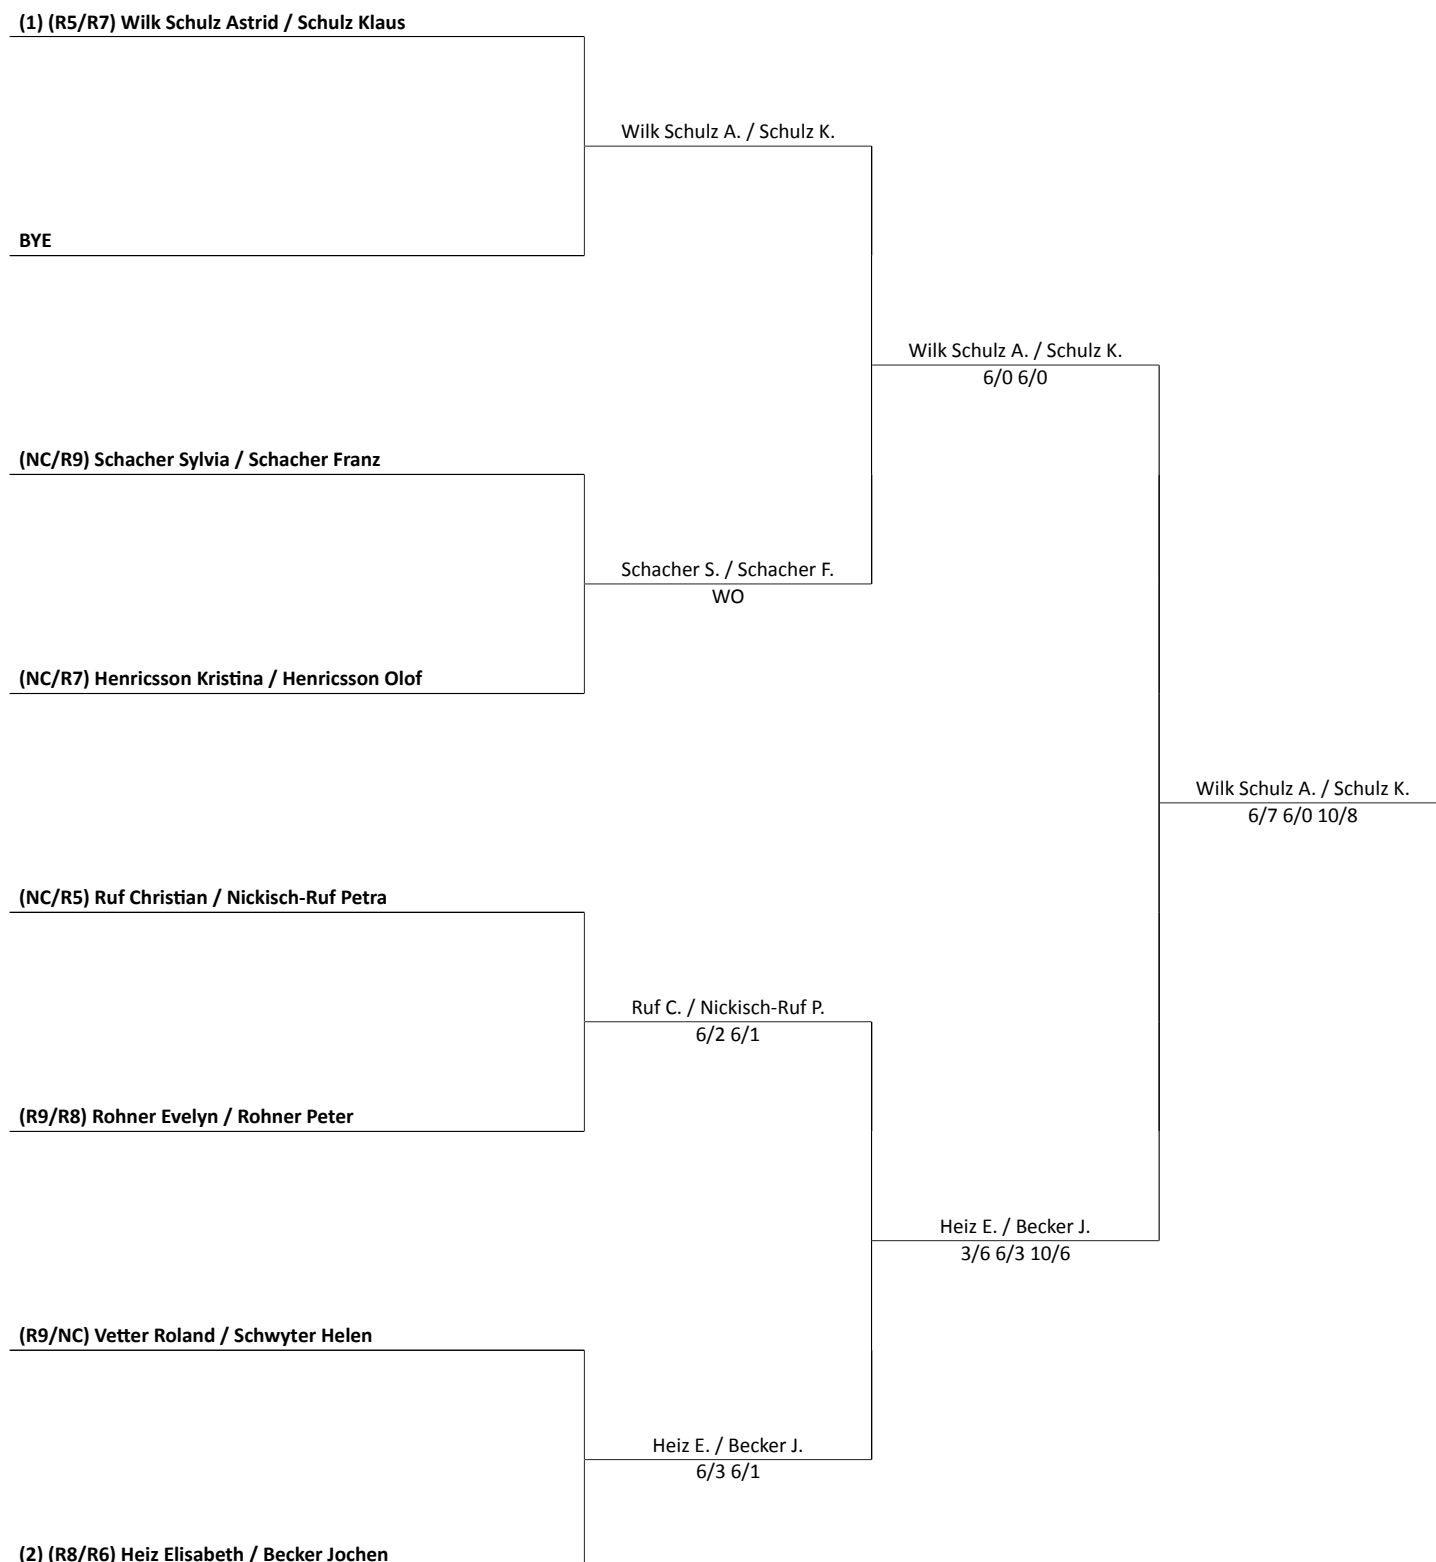 (1) (R5/R7) Wilk Schulz Astrid / Schulz Klaus
Wilk Schulz A. / Schulz K.
BYE
Wilk Schulz A. / Schulz K.
6/0 6/0
(NC/R9) Schacher Sylvia / Schacher Franz
Schacher S. / Schacher F.
WO
(NC/R7) Henricsson Kristina / Henricsson Olof
Wilk Schulz A. / Schulz K.
6/7 6/0 10/8
(NC/R5) Ruf Christian / Nickisch-Ruf Petra
Ruf C. / Nickisch-Ruf P.
6/2 6/1
(R9/R8) Rohner Evelyn / Rohner Peter
Heiz E. / Becker J.
3/6 6/3 10/6
(R9/NC) Vetter Roland / Schwyter Helen
Heiz E. / Becker J.
6/3 6/1
(2) (R8/R6) Heiz Elisabeth / Becker Jochen